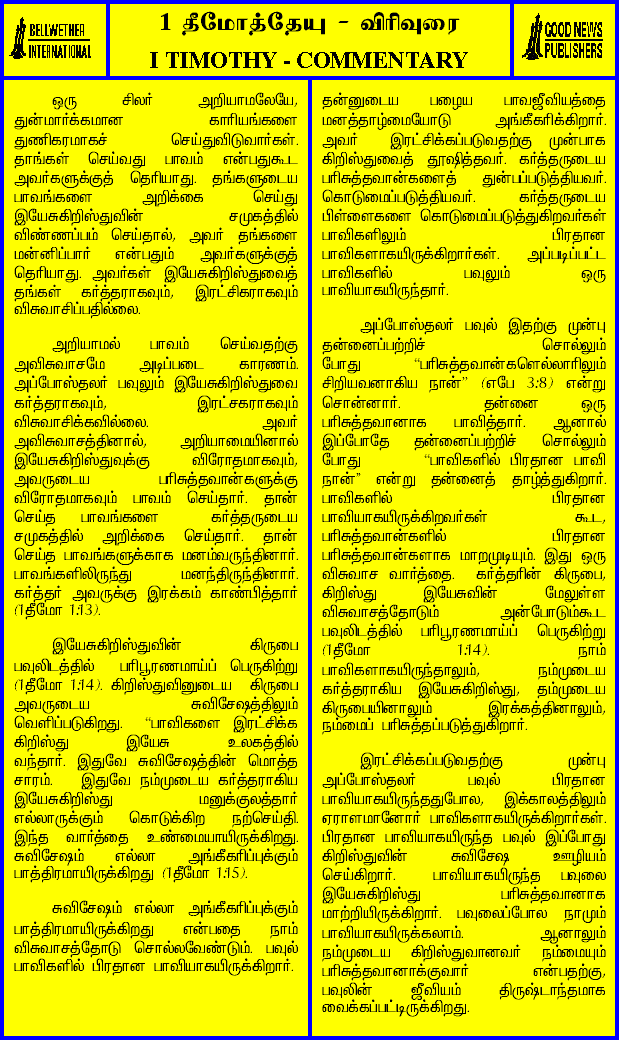 BELLWETHER
INTERNATIONAL
1 தீமோத்தேயு - விரிவுரை
I TIMOTHY - COMMENTARY
GOOD NEWS
PUBLISHERS
ஒரு சிலர் அறியாமலேயே,
துன்மார்க்கமான காரியங்களை
துணிகரமாகச் செய்துவிடுவார்கள்.
தாங்கள் செய்வது பாவம் என்பதுகூட
அவர்களுக்குத் தெரியாது. தங்களுடைய
பாவங்களை அறிக்கை செய்து
இயேசுகிறிஸ்துவின் சமுகத்தில்
விண்ணப்பம் செய்தால், அவர் தங்களை
மன்னிப்பார் என்பதும் அவர்களுக்குத்
தெரியாது. அவர்கள் இயேசுகிறிஸ்துவைத்
தங்கள் கர்த்தராகவும், இரட்சிகராகவும்
விசுவாசிப்பதில்லை.
அறியாமல் பாவம் செய்வதற்கு
அவிசுவாசமே அடிப்படை காரணம்.
அப்போஸ்தலர் பவுலும் இயேசுகிறிஸ்துவை
கர்த்தராகவும், இரட்சகராகவும்
விசுவாசிக்கவில்லை. அவர்
அவிசுவாசத்தினால், அறியாமையினால்
இயேசுகிறிஸ்துவுக்கு விரோதமாகவும்,
அவருடைய பரிசுத்தவான்களுக்கு
விரோதமாகவும் பாவம் செய்தார். தான்
செய்த பாவங்களை கர்த்தருடைய
சமுகத்தில் அறிக்கை செய்தார். தான்
செய்த பாவங்களுக்காக மனம்வருந்தினார்.
பாவங்களிலிருந்து மனந்திருந்தினார்.
கர்த்தர் அவருக்கு இரக்கம் காண்பித்தார்
(1தீமோ 1:13).
இயேசுகிறிஸ்துவின் கிருபை
பவுலிடத்தில் பரிபூரணமாய்ப் பெருகிற்று
(1தீமோ 1:14). கிறிஸ்துவினுடைய கிருபை
அவருடைய சுவிசேஷத்திலும்
வெளிப்படுகிறது. “பாவிகளை இரட்சிக்க
கிறிஸ்து இயேசு உலகத்தில்
வந்தார். இதுவே சுவிசேஷத்தின் மொத்த
சாரம். இதுவே நம்முடைய கர்த்தராகிய
இயேசுகிறிஸ்து மனுக்குலத்தார்
எல்லாருக்கும் கொடுக்கிற நற்செய்தி.
இந்த வார்த்தை உண்மையாயிருக்கிறது.
சுவிசேஷம் எல்லா அங்கீகரிப்புக்கும்
பாத்திரமாயிருக்கிறது (1தீமோ 1:15).
சுவிசேஷம் எல்லா அங்கீகரிப்புக்கும்
பாத்திரமாயிருக்கிறது என்பதை நாம்
விசுவாசத்தோடு சொல்லவேண்டும். பவுல்
பாவிகளில் பிரதான பாவியாகயிருக்கிறார்.
தன்னுடைய பழைய பாவஜீவியத்தை
மனத்தாழ்மையோடு அங்கீகரிக்கிறார்.
அவர் இரட்சிக்கப்படுவதற்கு முன்பாக
கிறிஸ்துவைத் தூஷித்தவர். கர்த்தருடைய
பரிசுத்தவான்களைத் துன்பப்படுத்தியவர்.
கொடுமைப்படுத்தியவர். கர்த்தருடைய
பிள்ளைகளை கொடுமைப்படுத்துகிறவர்கள்
பாவிகளிலும் பிரதான
பாவிகளாகயிருக்கிறார்கள். அப்படிப்பட்ட
பாவிகளில் பவுலும் ஒரு
பாவியாகயிருந்தார்.
அப்போஸ்தலர் பவுல் இதற்கு முன்பு
தன்னைப்பற்றிச் சொல்லும்
போது “பரிசுத்தவான்களெல்லாரிலும்
சிறியவனாகிய நான்” (எபே 3:8) என்று
சொன்னார். தன்னை ஒரு
பரிசுத்தவானாக பாவித்தார். ஆனால்
இப்போதே தன்னைப்பற்றிச் சொல்லும்
போது “பாவிகளில் பிரதான பாவி
நான்” என்று தன்னைத் தாழ்த்துகிறார்.
பாவிகளில் பிரதான
பாவியாகயிருக்கிறவர்கள் கூட,
பரிசுத்தவான்களில் பிரதான
பரிசுத்தவான்களாக மாறமுடியும். இது ஒரு
விசுவாச வார்த்தை. கர்த்தரின் கிருபை,
கிறிஸ்து இயேசுவின் மேலுள்ள
விசுவாசத்தோடும் அன்போடும்கூட
பவுலிடத்தில் பரிபூரணமாய்ப் பெருகிற்று
(1தீமோ 1:14). நாம்
பாவிகளாகயிருந்தாலும், நம்முடைய
கர்த்தராகிய இயேசுகிறிஸ்து, தம்முடைய
கிருபையினாலும் இரக்கத்தினாலும்,
நம்மைப் பரிசுத்தப்படுத்துகிறார்.
இரட்சிக்கப்படுவதற்கு முன்பு
அப்போஸ்தலர் பவுல் பிரதான
பாவியாகயிருந்ததுபோல, இக்காலத்திலும்
ஏராளமானோர் பாவிகளாகயிருக்கிறார்கள்.
பிரதான பாவியாகயிருந்த பவுல் இப்போது
கிறிஸ்துவின் சுவிசேஷ ஊழியம்
செய்கிறார். பாவியாகயிருந்த பவுலை
இயேசுகிறிஸ்து பரிசுத்தவானாக
மாற்றியிருக்கிறார். பவுலைப்போல நாமும்
பாவியாகயிருக்கலாம். ஆனாலும்
நம்முடைய கிறிஸ்துவானவர் நம்மையும்
பரிசுத்தவானாக்குவார் என்பதற்கு,
பவுலின் ஜீவியம் திருஷ்டாந்தமாக
வைக்கப்பட்டிருக்கிறது.